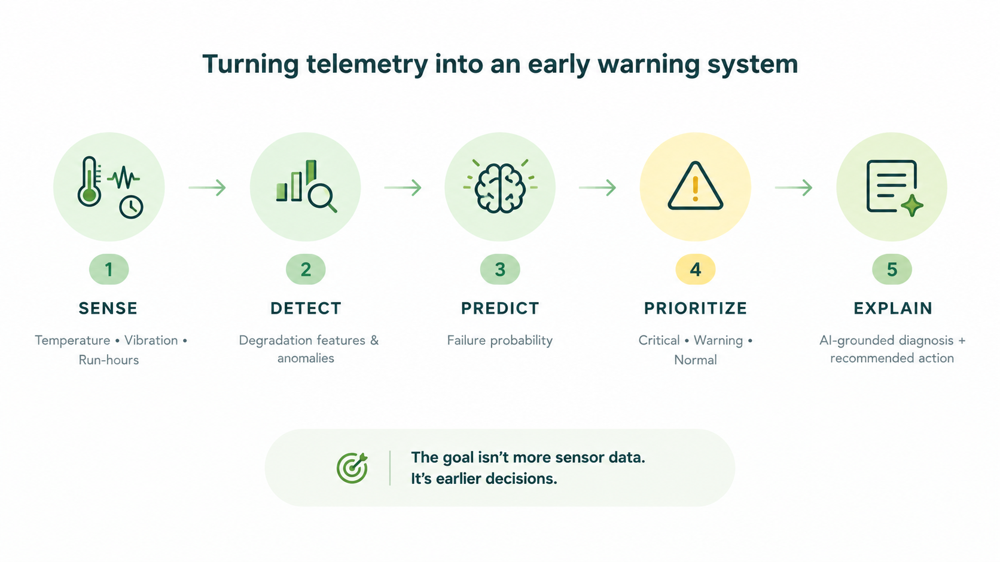 Turning telemetry into an early warning system
1
2
3
4
5
SENSE
DETECT
PREDICT
PRIORITIZE
EXPLAIN
Temperature • Vibration •
Run-hours
Degradation features &
anomalies
Failure probability
Critical • Warning •
Normal
AI-grounded diagnosis +
recommended action
The goal isn’t more sensor data.
It’s earlier decisions.